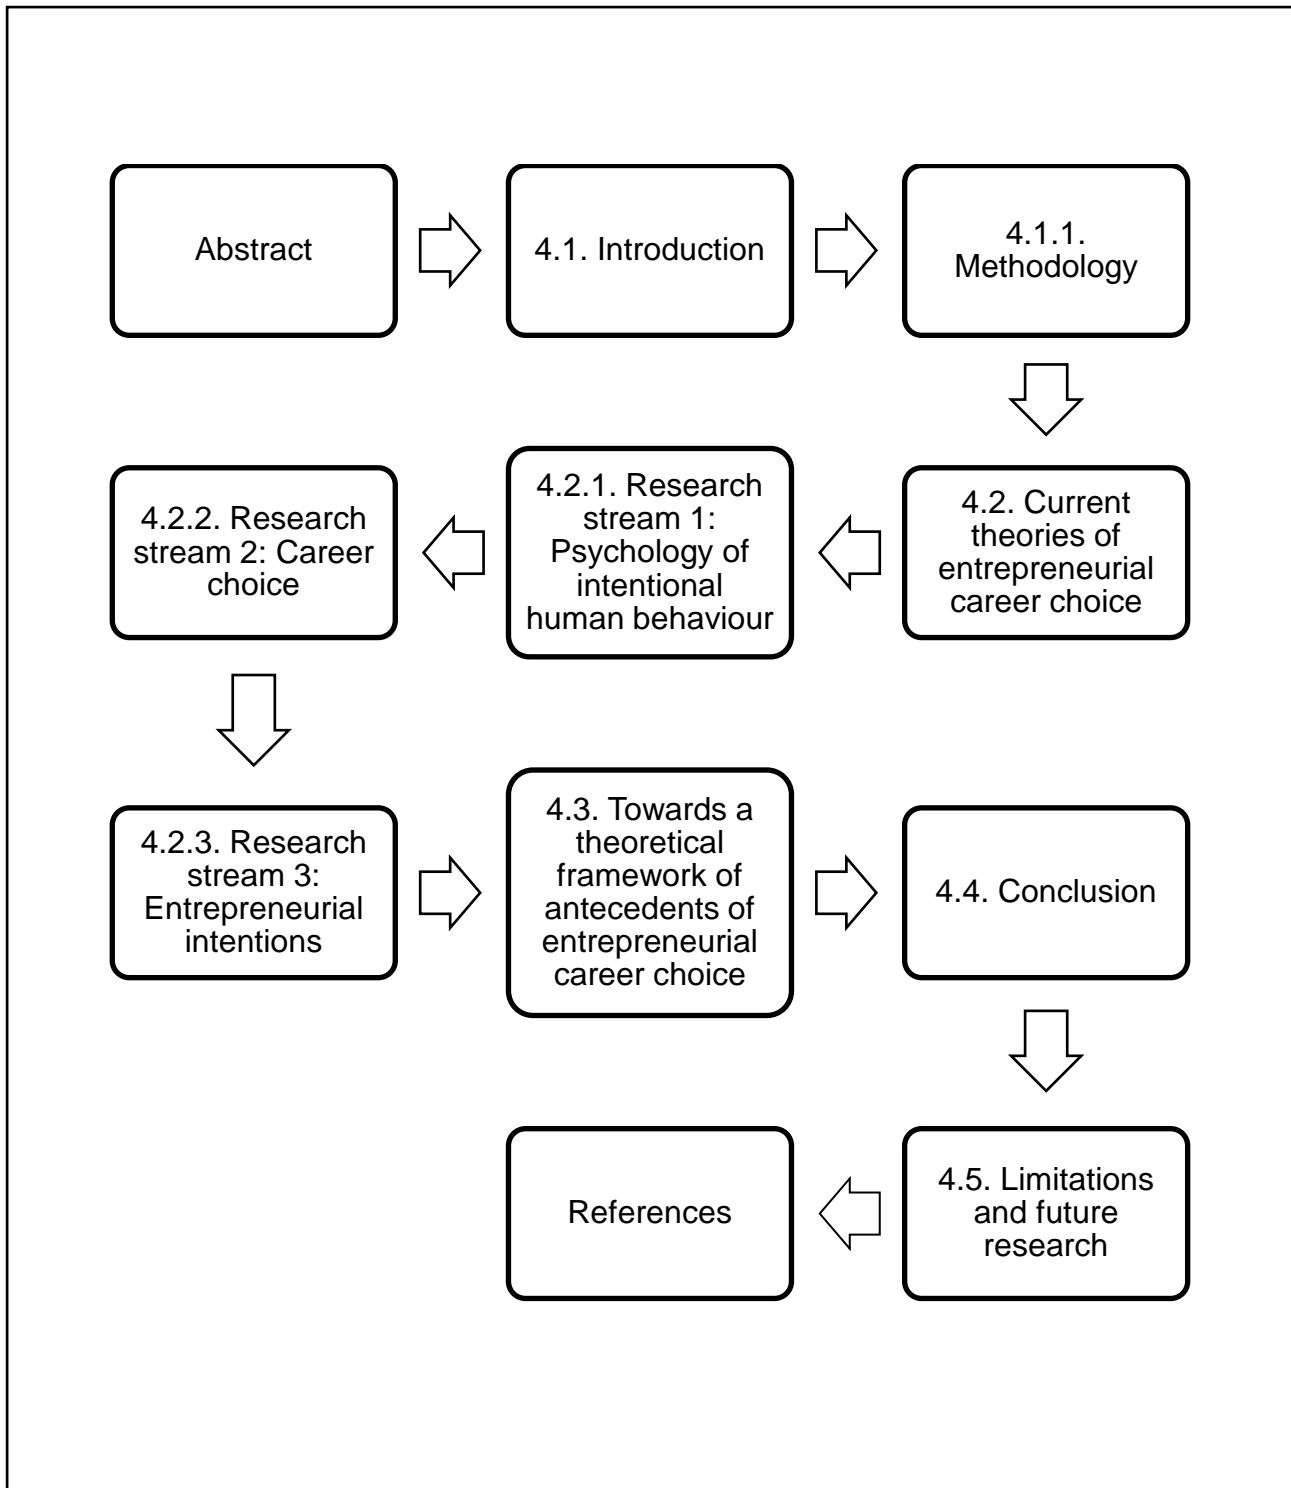 Abstract
4.1. Introduction
4.1.1.
Methodology
4.2. Current
theories of
entrepreneurial
career choice
4.2.1. Research
stream 1:
Psychology of
intentional
human behaviour
4.2.2. Research
stream 2: Career
choice
4.2.3. Research
stream 3:
Entrepreneurial
intentions
4.3. Towards a
theoretical
framework of
antecedents of
entrepreneurial
career choice
4.4. Conclusion
4.5. Limitations
and future
research
References